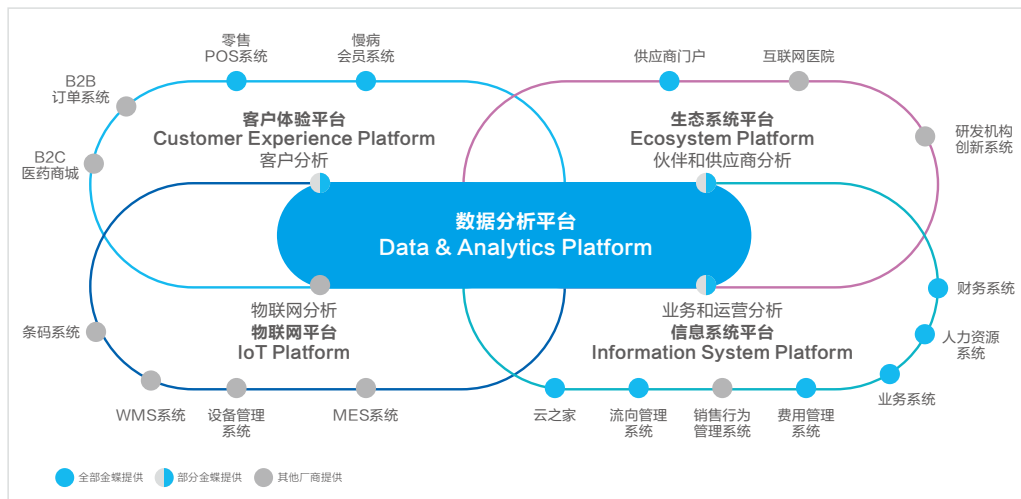 零售
POS系统
慢病
会员系统
供应商门户
互联网医院
B2B
订单系统
B2C
医药商城
研发机构
创新系统
客户体验平台
Customer Experience Platform
客户分析
生态系统平台
Ecosystem Platform
伙伴和供应商分析
数据分析平台
Data & Analytics Platform
物联网分析
物联网平台
IoT Platform
业务和运营分析
信息系统平台
Information System Platform
财务系统
人力资源
系统
业务系统
条码系统
WMS系统
设备管理
系统
MES系统
云之家
流向管理
系统
销售行为
管理系统
费用管理
系统
全部金蝶提供
部分金蝶提供
其他厂商提供